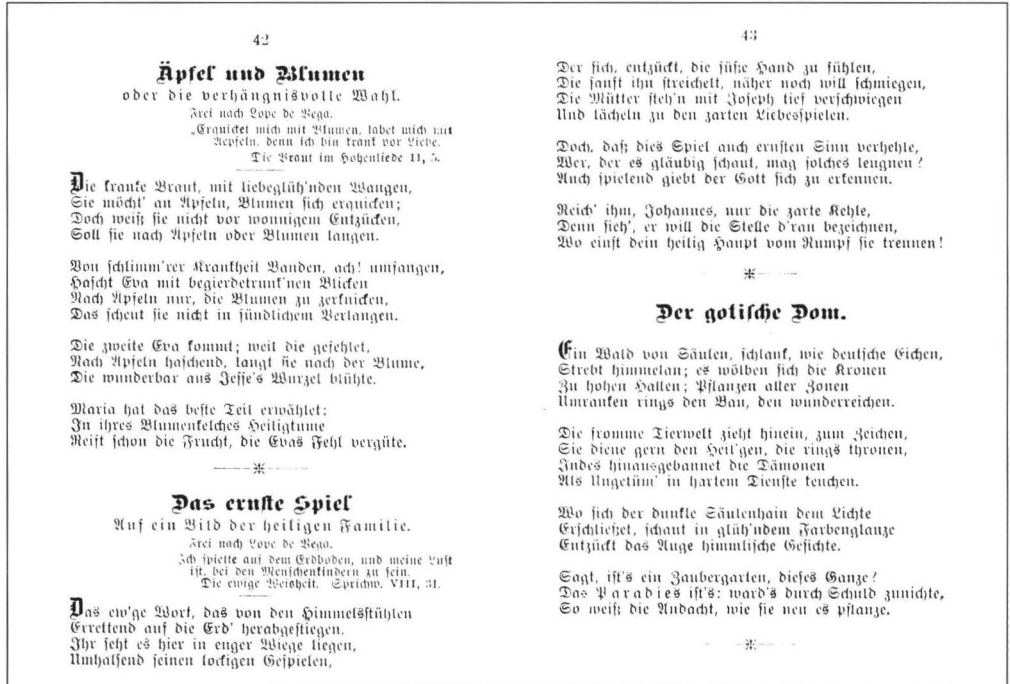 42
Äpfel und Blumen
oder die verhängnisvolle Wahl.
Frei nach Lope de Vega.
„Erquicket mich mit Blumen, labet mich mit
Aepfeln, denn ich bin krank vor Liebe.
Die Braut im Hohenliede II, 5.
Die kranke Braut, mit liebeglüh'nden Wangen,
Sie möcht' an Äpfeln, Blumen sich erquicken;
Doch weiß sie nicht vor wonnigem Entzücken,
Soll sie nach Äpfeln oder Blumen langen.
Von schlimm'rer Krankheit Banden, ach! umfangen,
Hascht Eva mit begierdetrunk'nen Blicken
Nach Äpfeln nur, die Blumen zu zerknicken,
Das scheut sie nicht in sündlichem Verlangen.
Die zweite Eva kommt; weil die gefehlet,
Nach Äpfeln haschend, langt sie nach der Blume,
Die wunderbar aus Jesse's Wurzel blühte.
Maria hat das beste Teil erwählet:
In ihres Blumenkelches Heiligtume
Reift schon die Frucht, die Evas Fehl vergüte.
Das ernste Spiel
Auf ein Bild der heiligen Familie.
Frei nach Lope de Vega.
Ich spielte auf dem Erdboden, und meine Lust
ist, bei den Menschenkindern zu sein.
Die ewige Weisheit. Sprichw. VIII, 31.
Das ew'ge Wort, das von den Himmelsstühlen
Errettend auf die Erd' herabgestiegen.
Ihr seht es hier in enger Wiege liegen,
Umhalsend seinen lockigen Gespielen,
43
Der sich, entzückt, die süße Hand zu fühlen,
Die sanft ihn streichelt, näher noch will schmiegen,
Die Mütter steh'n mit Joseph tief verschwiegen
Und lächeln zu den zarten Liebesspielen.
Doch, daß dies Spiel auch ernsten Sinn verhehle,
Wer, der es gläubig schaut, mag solches leugnen?
Auch spielend giebt der Gott sich zu erkennen.
Reich' ihm, Johannes, nur die zarte Kehle,
Denn sieh', er will die Stelle d'ran bezeichnen,
Wo einst dein heilig Haupt vom Rumpf sie trennen!
Der gotische Dom.
Ein Wald von Säulen, schlank, wie deutsche Eichen,
Strebt himmelan; es wölben sich die Kronen
Zu hohen Hallen; Pflanzen aller Zonen
Umranken rings den Bau, den wunderreichen.
Die fromme Tierwelt zieht hinein, zum Zeichen,
Sie diene gern den Heil'gen, die rings thronen,
Indes hinausgebannet die Dämonen
Als Ungetüm' in hartem Dienste keuchen.
Wo sich der dunkle Säulenhain dem Lichte
Erschließet, schaut in glüh'ndem Farbenglanze
Entzückt das Auge himmlische Gesichte.
Sagt, ist's ein Zaubergarten, dieses Ganze?
Das Paradies ist's: ward's durch Schuld zunichte,
So weiß die Andacht, wie sie neu es pflanze.